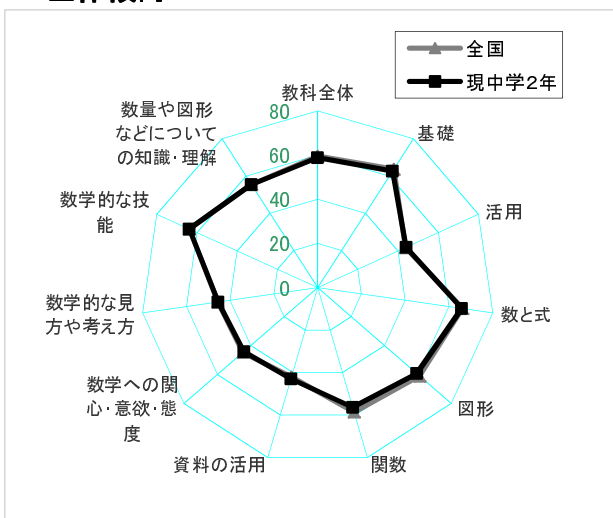 全国
現中学2年
教科全体
基礎
活用
数と式
図形
関数
資料の活用
数学への関
心・意欲・態
度
数学的な見
方や考え方
数学的な技
能
数量や図形
などについて
の知識・理解
80
60
40
20
0